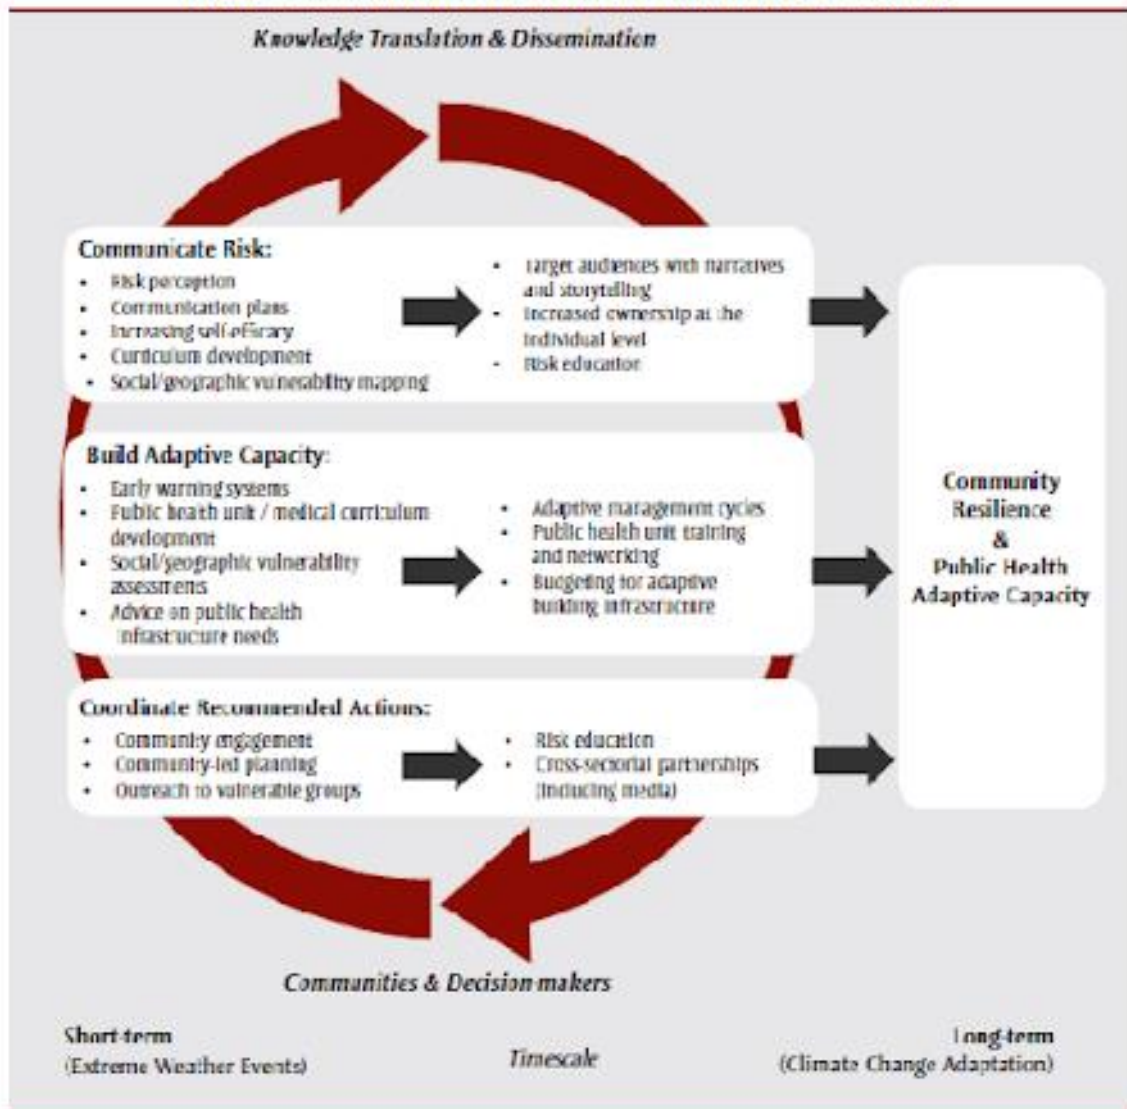 Knowledge Translation & Dissemination
Communicate Risk:
• Risk perception
• Communication plans
• Increasing self-efficacy
• Curriculum development
• Social/geographic vulnerability mapping
• Target audiences with narratives
and storytelling
• Increased ownership at the
individual level
• Risk education
Build Adaptive Capacity:
• Early warning systems
• Public health unit / medical curriculum
development
• Social/geographic vulnerability
assessments
• Advice on public health
infrastructure needs
• Adaptive management cycles
• Public health unit training
and networking
• Budgeting for adaptive
building infrastructure
Coordinate Recommended Actions:
• Community engagement
• Community-led planning
• Outreach to vulnerable groups
• Risk education
• Cross-sectorial partnerships
(including media)
Community
Resilience
&
Public Health
Adaptive Capacity
Communities & Decision-makers
Short-term
(Extreme Weather Events)
Timescale
Long-term
(Climate Change Adaptation)